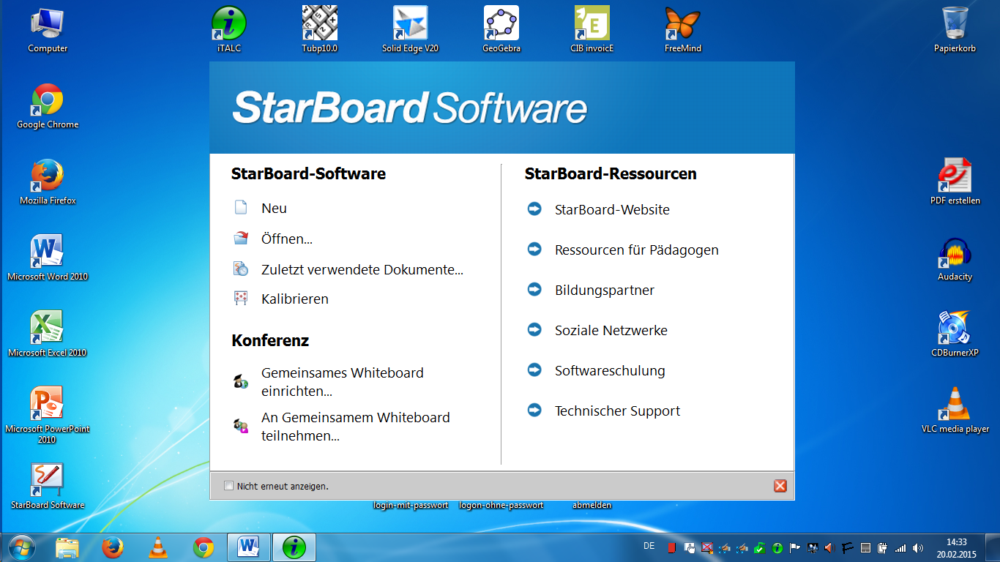 Computer
iTALC
Tubp10.0
Solid Edge V20
GeoGebra
CIB invoicE
FreeMind
Papierkorb
Google Chrome
Mozilla Firefox
Microsoft Word 2010
Microsoft Excel 2010
Microsoft PowerPoint
2010
StarBoard Software
StarBoard Software
StarBoard-Software
Neu
Öffnen...
Zuletzt verwendete Dokumente...
Kalibrieren
Konferenz
Gemeinsames Whiteboard
einrichten...
An Gemeinsamem Whiteboard
teilnehmen...
StarBoard-Ressourcen
StarBoard-Website
Ressourcen für Pädagogen
Bildungspartner
Soziale Netzwerke
Softwareschulung
Technischer Support
Nicht erneut anzeigen.
PDF erstellen
Audacity
CDBurnerXP
VLC media player
login-mit-passwort
logon-ohne-passwort
abmelden
DE
14:33
20.02.2015